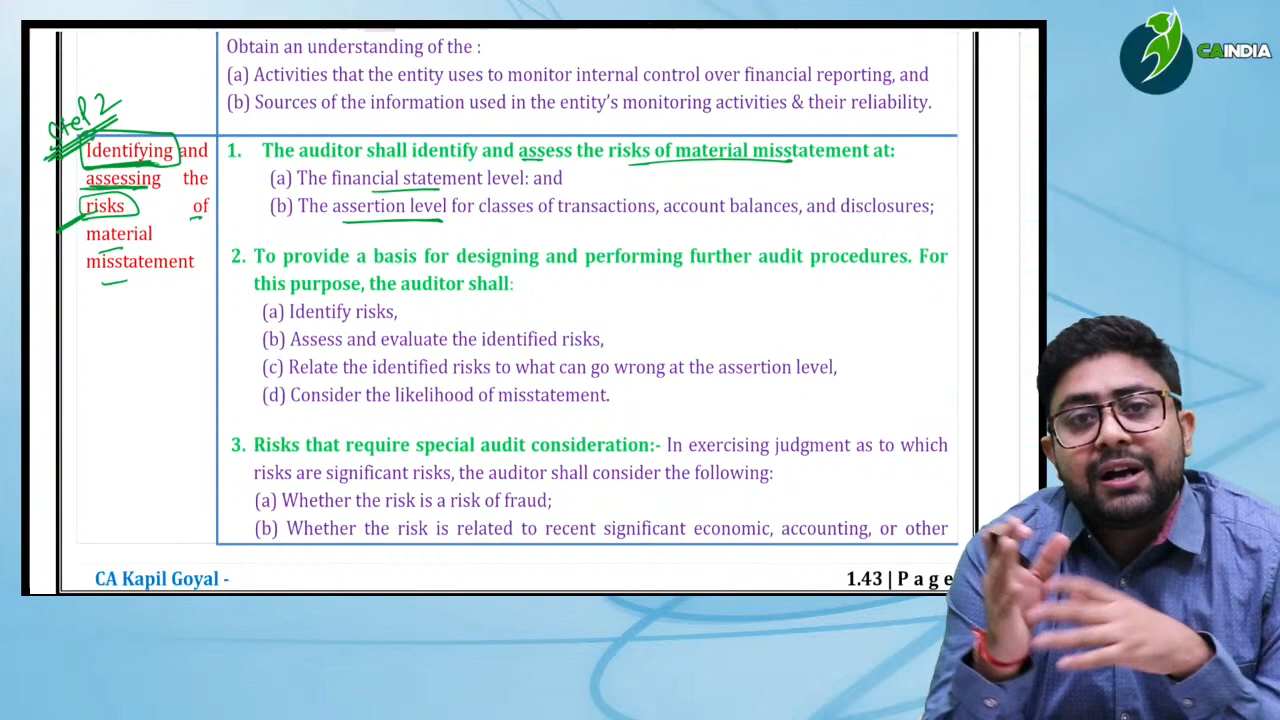 CAINDIA
Obtain an understanding of the :
(a) Activities that the entity uses to monitor internal control over financial reporting, and
(b) Sources of the information used in the entity's monitoring activities & their reliability.
Step 2
Identifying and
assessing the
risks of
material
misstatement
1. The auditor shall identify and assess the risks of material misstatement at:
(a) The financial statement level: and
(b) The assertion level for classes of transactions, account balances, and disclosures;
2. To provide a basis for designing and performing further audit procedures. For
this purpose, the auditor shall:
(a) Identify risks,
(b) Assess and evaluate the identified risks,
(c) Relate the identified risks to what can go wrong at the assertion level,
(d) Consider the likelihood of misstatement.
3. Risks that require special audit consideration:- In exercising judgment as to which
risks are significant risks, the auditor shall consider the following:
(a) Whether the risk is a risk of fraud;
(b) Whether the risk is related to recent significant economic, accounting, or other
CA Kapil Goyal -
1.43 | P a g e